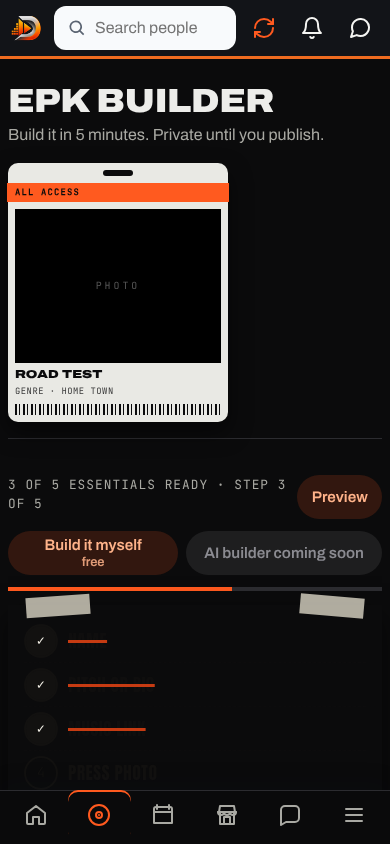 Search people
EPK BUILDER
Build it in 5 minutes. Private until you publish.
ALL ACCESS
PHOTO
ROAD TEST
GENRE · HOME TOWN
3 OF 5 ESSENTIALS READY · STEP 3
OF 5
Preview
Build it myself
free
AI builder coming soon
PRESS PHOTO